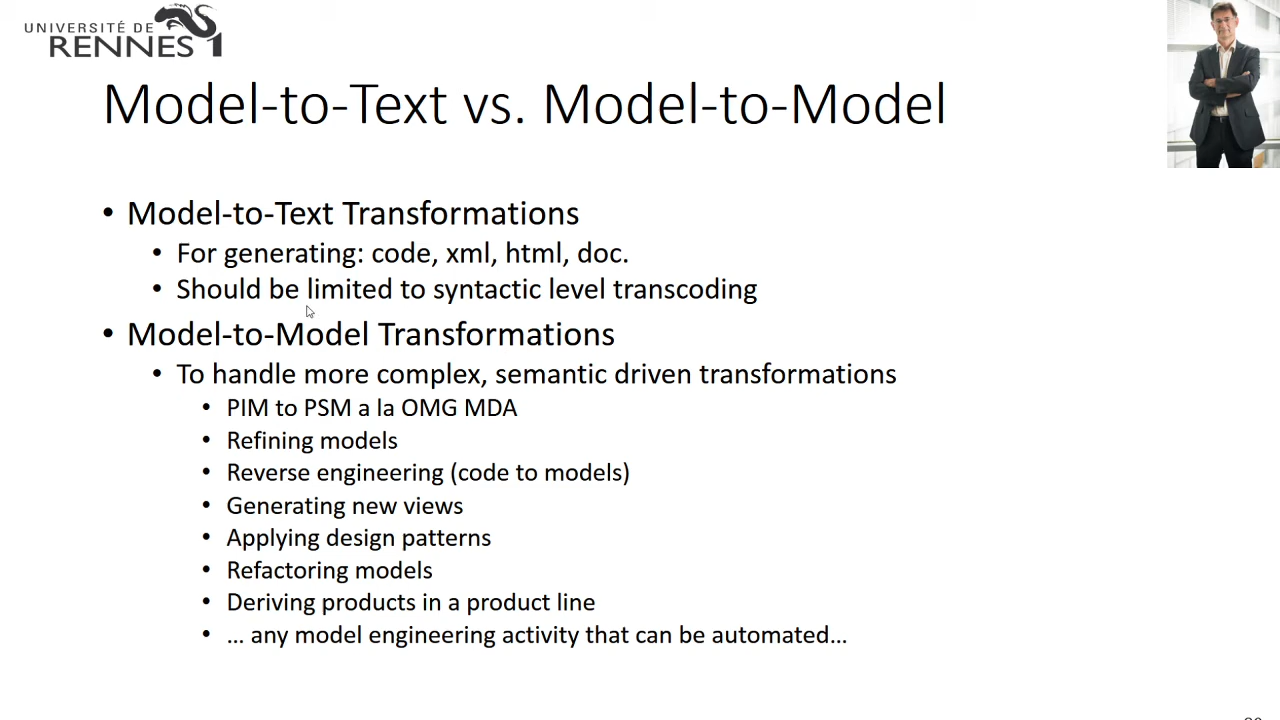 UNIVERSITÉ DE
RENNES 1
Model-to-Text vs. Model-to-Model
• Model-to-Text Transformations
• For generating: code, xml, html, doc.
• Should be limited to syntactic level transcoding
• Model-to-Model Transformations
• To handle more complex, semantic driven transformations
• PIM to PSM a la OMG MDA
• Refining models
• Reverse engineering (code to models)
• Generating new views
• Applying design patterns
• Refactoring models
• Deriving products in a product line
• … any model engineering activity that can be automated…